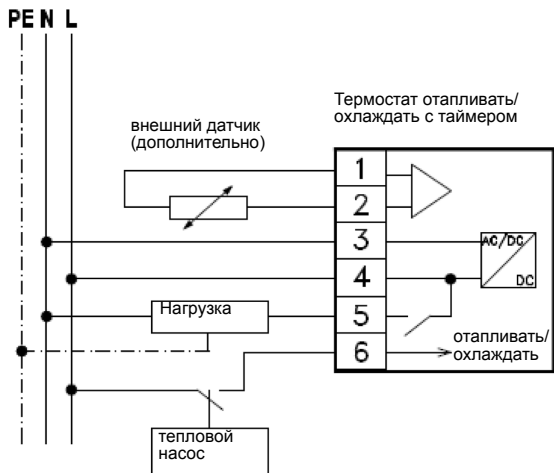 PE N L
Термостат отапливать/
охлаждать с таймером
внешний датчик
(дополнительно)
1
2
3
AC/DC
4
DC
Нагрузка
5
6
отапливать/
охлаждать
тепловой
насос